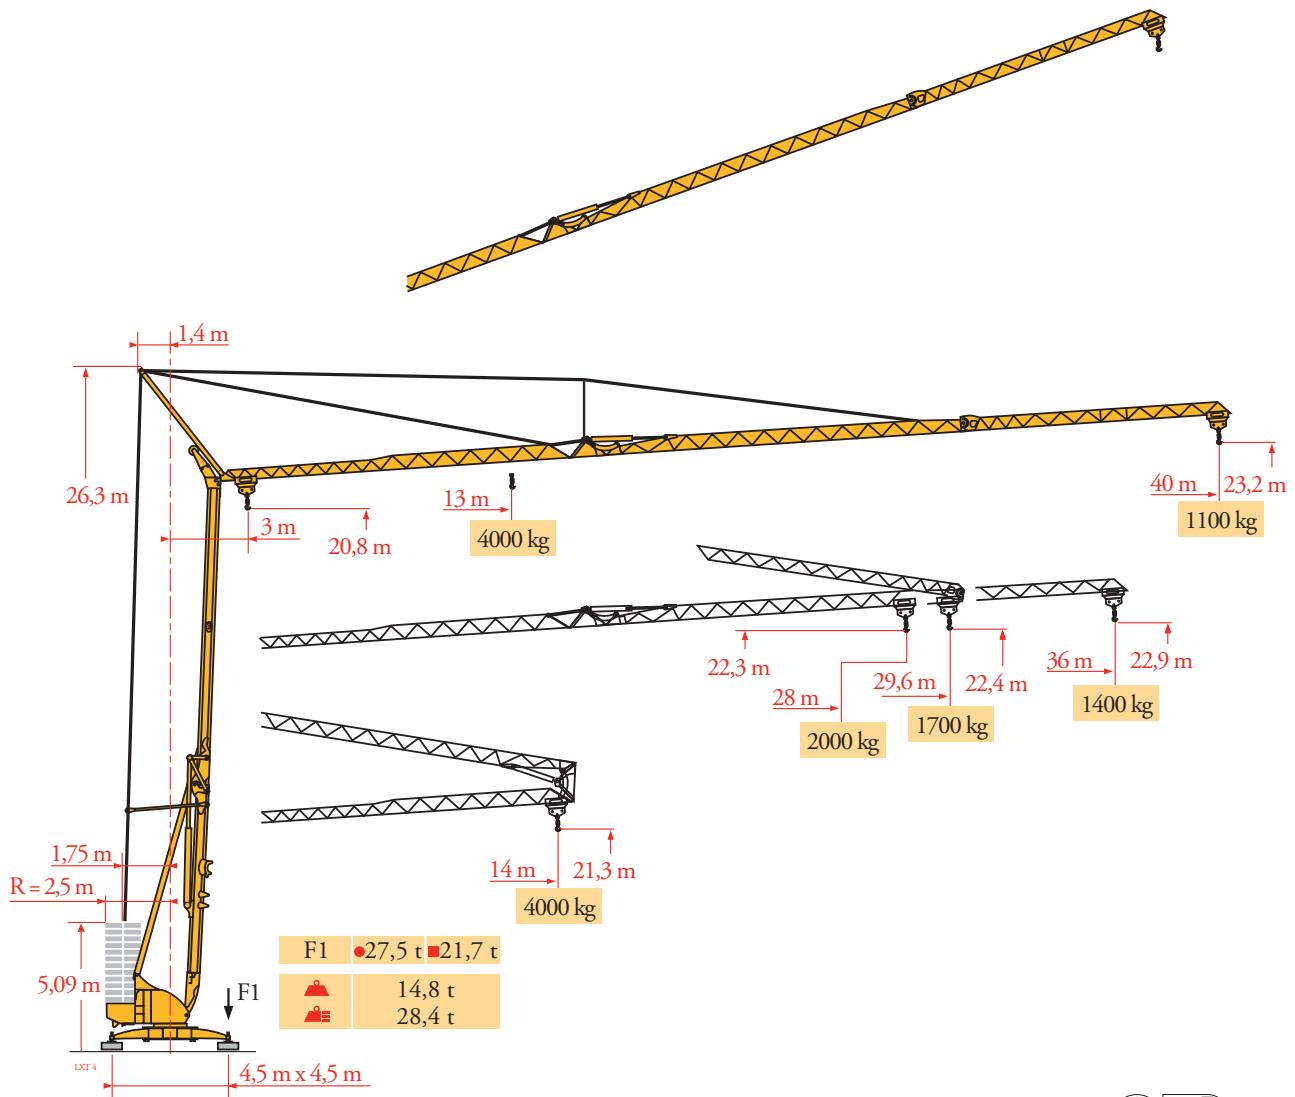 1,4 m
26,3 m
3 m
20,8 m
13 m
4000 kg
40 m
23,2 m
1100 kg
22,3 m
28 m
2000 kg
29,6 m
22,4 m
1700 kg
36 m
22,9 m
1400 kg
14 m
21,3 m
4000 kg
1,75 m
R = 2,5 m
5,09 m
F1
F1 27,5 t 21,7 t
14,8 t
28,4 t
LXT 4
4,5 m x 4,5 m